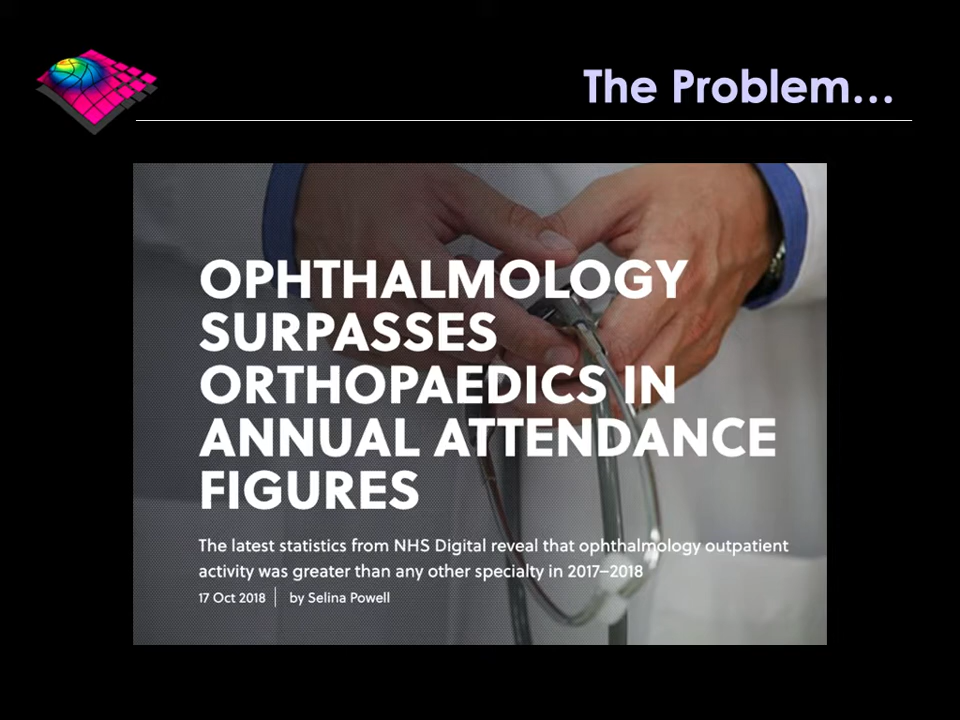 The Problem...
OPHTHALMOLOGY
SURPASSES
ORTHOPAEDICS IN
ANNUAL ATTENDANCE
FIGURES
The latest statistics from NHS Digital reveal that ophthalmology outpatient
activity was greater than any other specialty in 2017–2018
17 Oct 2018 | by Selina Powell